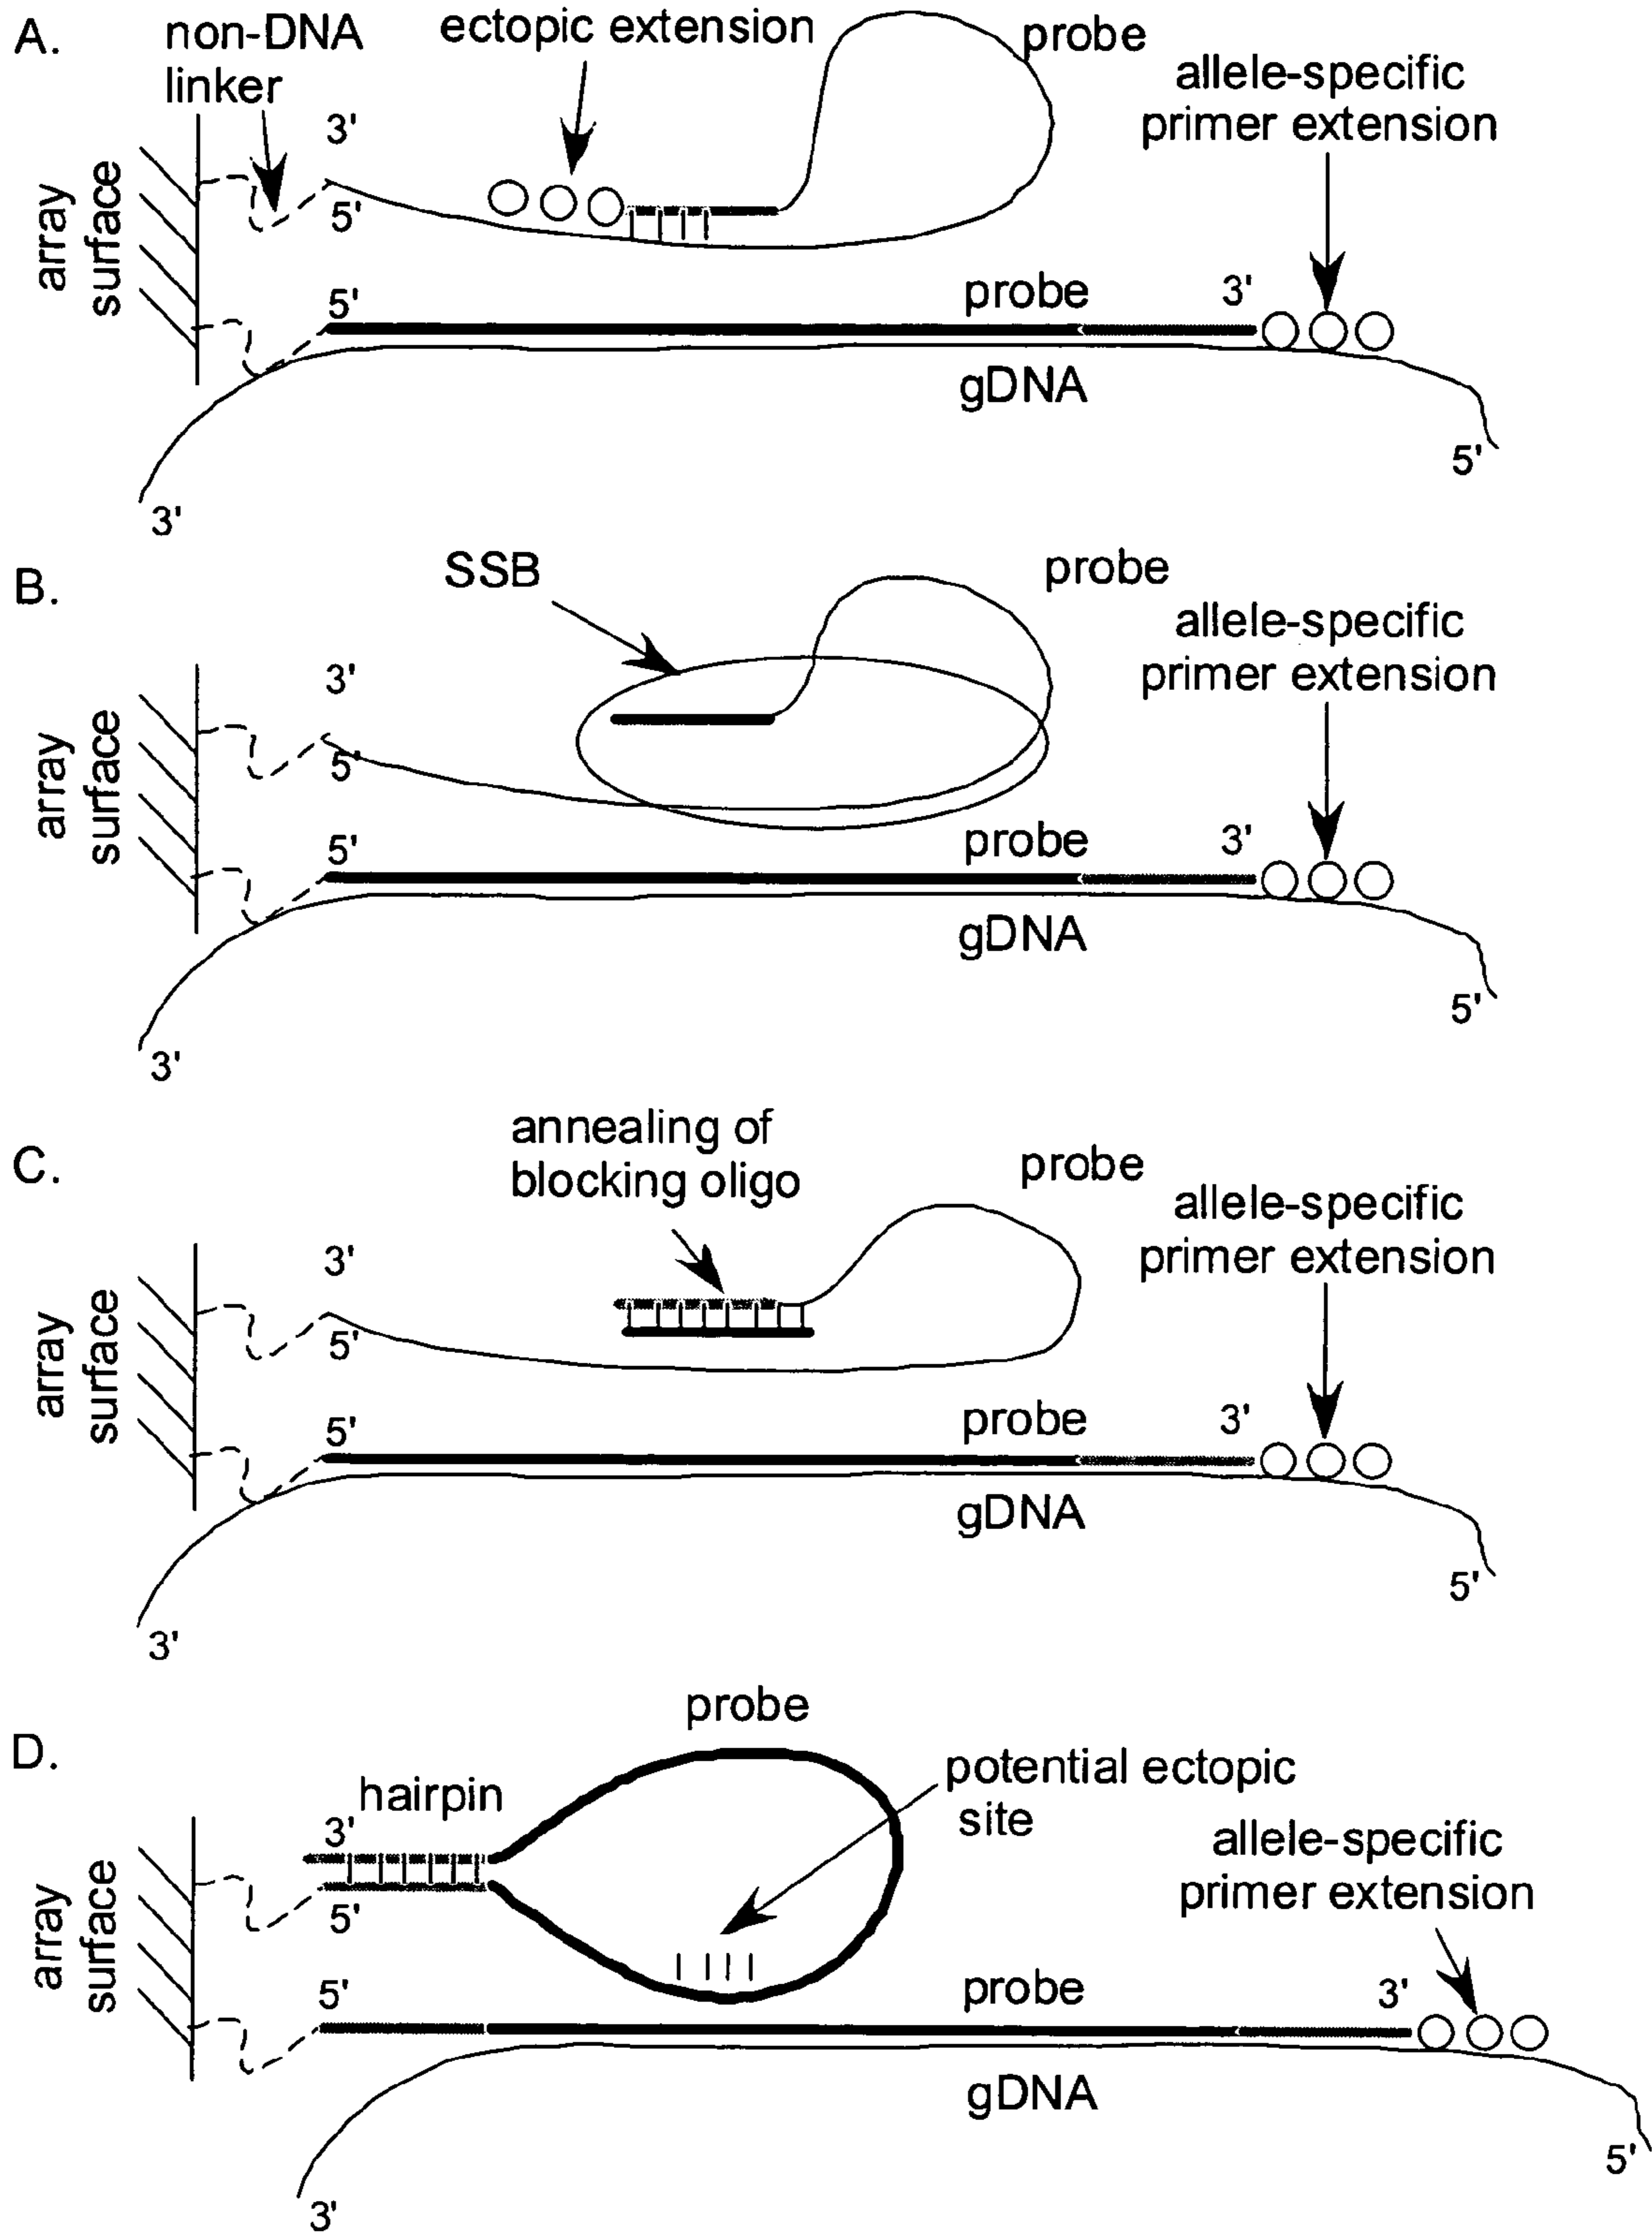 A.
non-DNA
linker
ectopic extension
probe
allele-specific
primer extension
3'
5'
array
surface
5'
probe
3'
gDNA
5'
3'
B.
SSB
probe
allele-specific
primer extension
3'
5'
array
surface
5'
probe
3'
gDNA
5'
3'
C.
annealing of
blocking oligo
probe
allele-specific
primer extension
3'
5'
array
surface
5'
probe
3'
gDNA
5'
3'
D.
probe
hairpin
potential ectopic
site
allele-specific
primer extension
3'
5'
array
surface
5'
probe
3'
gDNA
5'
3'